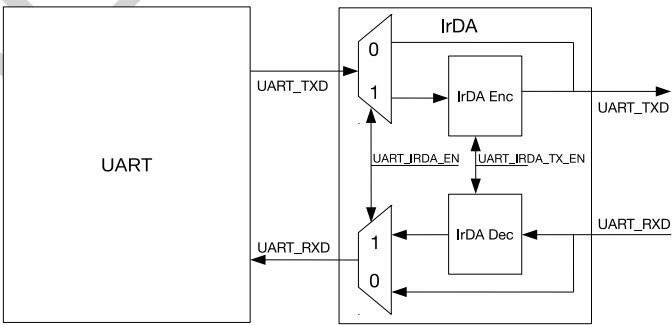 IrDA
0
1
UART_TXD
IrDA Enc
UART_TXD
UART
UART_IRDA_EN
UART_IRDA_TX_EN
UART_RXD
1
IrDA Dec
UART_RXD
0